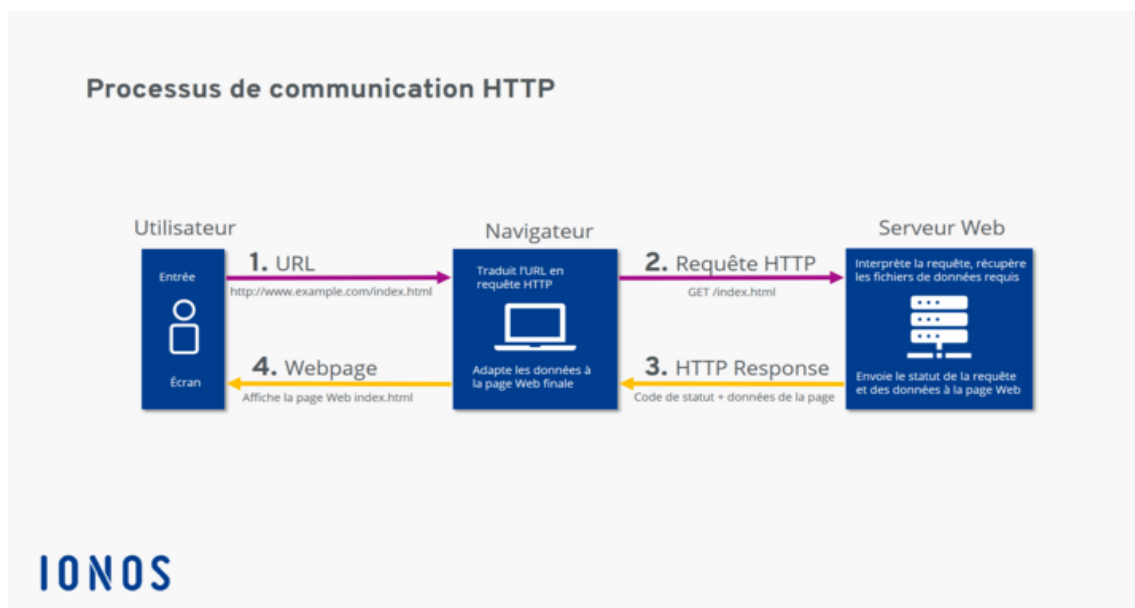 Processus de communication HTTP
Utilisateur
Navigateur
Serveur Web
Entrée
Écran
1. URL
http://www.example.com/index.html
4. Webpage
Affiche la page Web index.html
Traduit l'URL en
requête HTTP
Adapte les données à
la page Web finale
2. Requête HTTP
GET /index.html
3. HTTP Response
Code de statut + données de la page
Interprète la requête, récupère
les fichiers de données requis
Envoie le statut de la requête
et des données à la page Web
IONOS